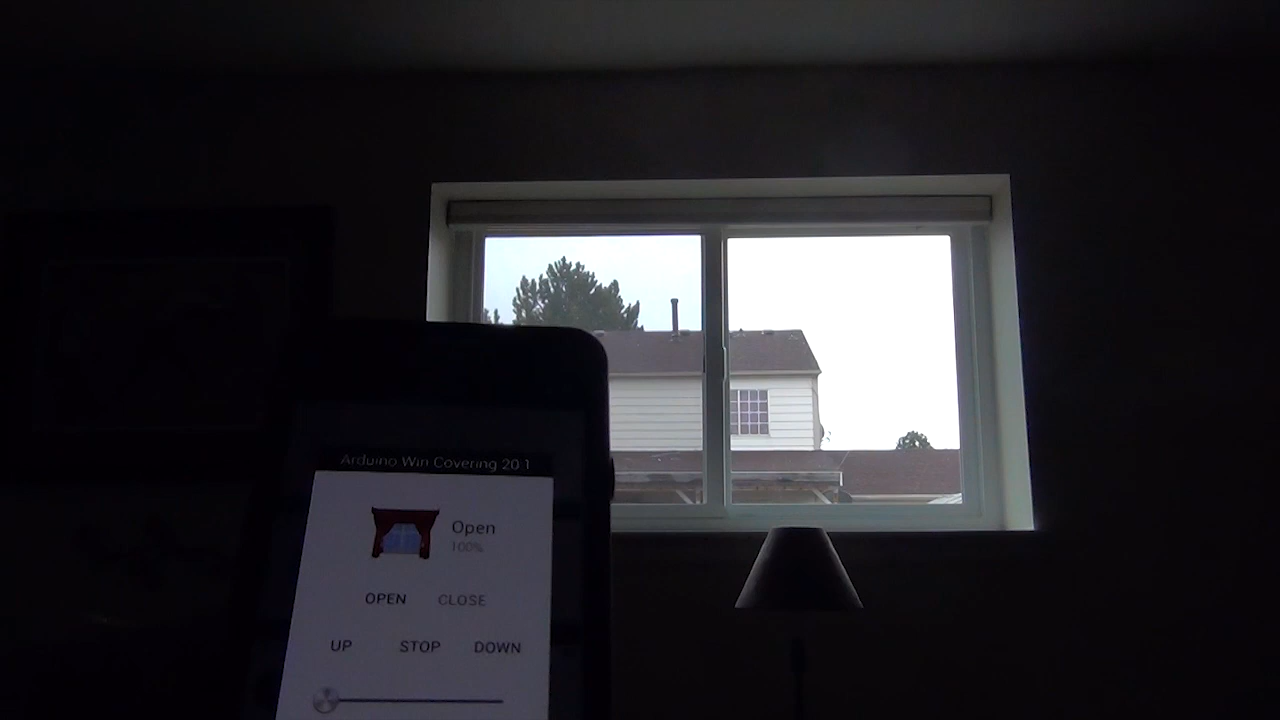 Arduino Win Covering 20 1
Open
100%
OPEN CLOSE
UP STOP DOWN